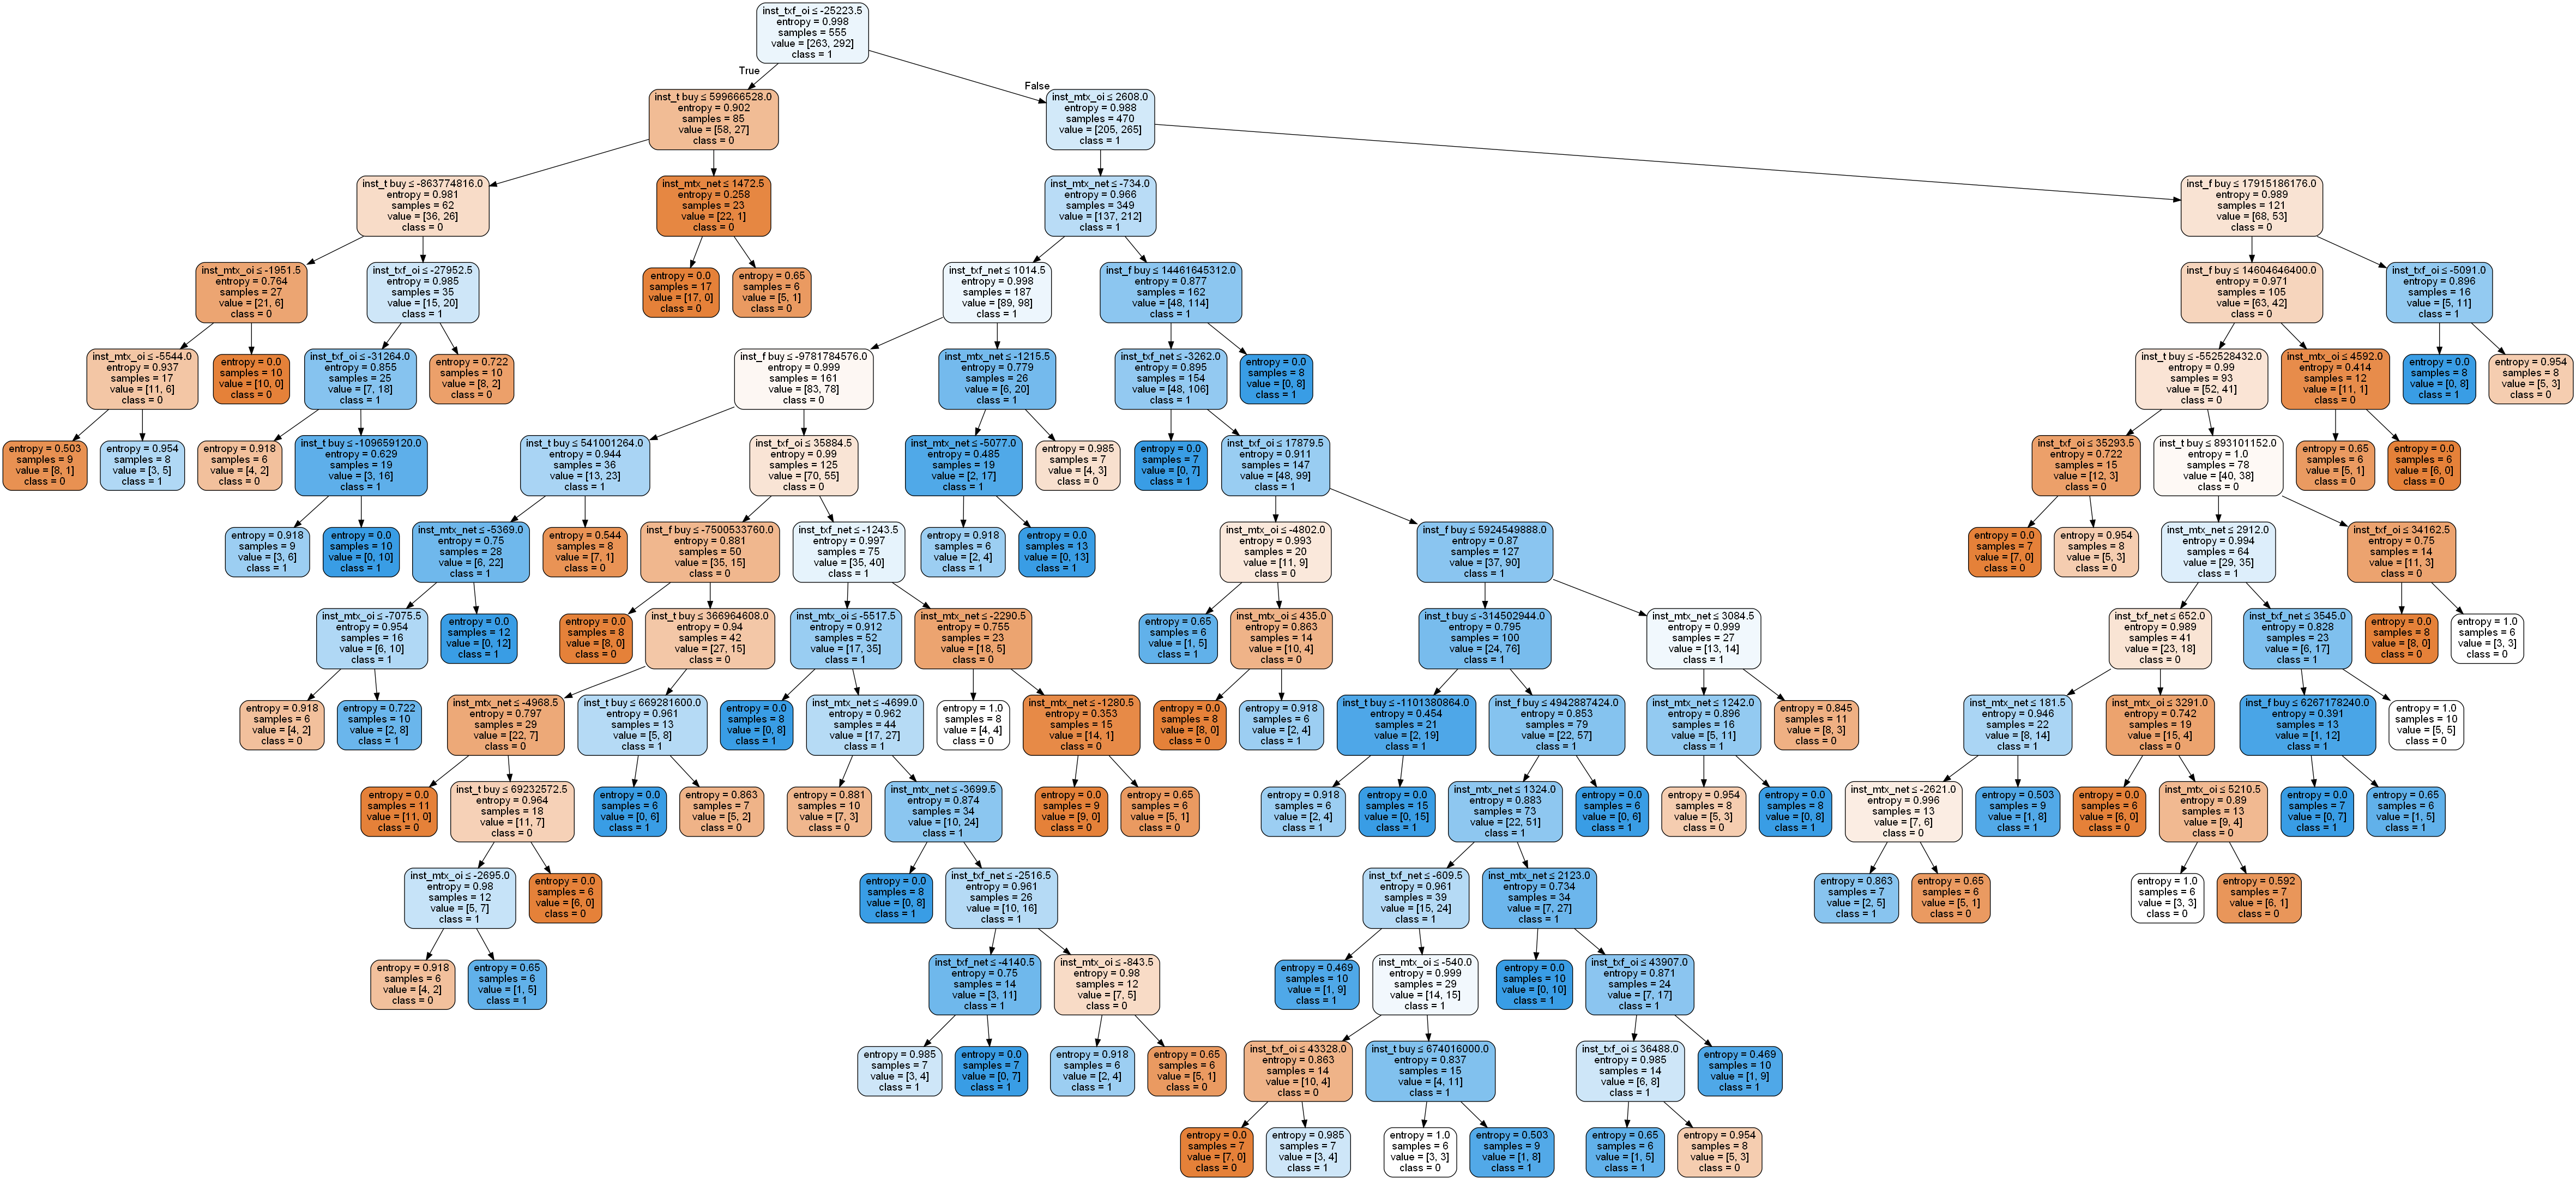 inst_txf_oi ≤ -25223.5
entropy = 0.998
samples = 555
value = [263, 292]
class = 1
True
False
inst_t buy ≤ 599666528.0
entropy = 0.902
samples = 85
value = [58, 27]
class = 0
inst_mtx_oi ≤ 2608.0
entropy = 0.988
samples = 470
value = [205, 265]
class = 1
inst_t buy ≤ -863774816.0
entropy = 0.981
samples = 62
value = [36, 26]
class = 0
inst_mtx_net ≤ 1472.5
entropy = 0.258
samples = 23
value = [22, 1]
class = 0
inst_mtx_net ≤ -734.0
entropy = 0.966
samples = 349
value = [137, 212]
class = 1
inst_f buy ≤ 17915186176.0
entropy = 0.989
samples = 121
value = [68, 53]
class = 0
inst_mtx_oi ≤ -1951.5
entropy = 0.764
samples = 27
value = [21, 6]
class = 0
inst_txf_oi ≤ -27952.5
entropy = 0.985
samples = 35
value = [15, 20]
class = 1
entropy = 0.0
samples = 17
value = [17, 0]
class = 0
entropy = 0.65
samples = 6
value = [5, 1]
class = 0
inst_txf_net ≤ 1014.5
entropy = 0.998
samples = 187
value = [89, 98]
class = 1
inst_f buy ≤ 14461645312.0
entropy = 0.877
samples = 162
value = [48, 114]
class = 1
inst_f buy ≤ 14604646400.0
entropy = 0.971
samples = 105
value = [63, 42]
class = 0
inst_txf_oi ≤ -5091.0
entropy = 0.896
samples = 16
value = [5, 11]
class = 1
inst_mtx_oi ≤ -5544.0
entropy = 0.937
samples = 17
value = [11, 6]
class = 0
entropy = 0.0
samples = 10
value = [10, 0]
class = 0
inst_txf_oi ≤ -31264.0
entropy = 0.855
samples = 25
value = [7, 18]
class = 1
entropy = 0.722
samples = 10
value = [8, 2]
class = 0
inst_f buy ≤ -9781784576.0
entropy = 0.999
samples = 161
value = [83, 78]
class = 0
inst_mtx_net ≤ -1215.5
entropy = 0.779
samples = 26
value = [6, 20]
class = 1
inst_txf_net ≤ -3262.0
entropy = 0.895
samples = 154
value = [48, 106]
class = 1
entropy = 0.0
samples = 8
value = [0, 8]
class = 1
inst_t buy ≤ -552528432.0
entropy = 0.99
samples = 93
value = [52, 41]
class = 0
inst_mtx_oi ≤ 4592.0
entropy = 0.414
samples = 12
value = [11, 1]
class = 0
entropy = 0.0
samples = 8
value = [0, 8]
class = 1
entropy = 0.954
samples = 8
value = [5, 3]
class = 0
entropy = 0.503
samples = 9
value = [8, 1]
class = 0
entropy = 0.954
samples = 8
value = [3, 5]
class = 1
entropy = 0.918
samples = 6
value = [4, 2]
class = 0
inst_t buy ≤ -109659120.0
entropy = 0.629
samples = 19
value = [3, 16]
class = 1
inst_t buy ≤ 541001264.0
entropy = 0.944
samples = 36
value = [13, 23]
class = 1
inst_txf_oi ≤ 35884.5
entropy = 0.99
samples = 125
value = [70, 55]
class = 0
inst_mtx_net ≤ -5077.0
entropy = 0.485
samples = 19
value = [2, 17]
class = 1
entropy = 0.985
samples = 7
value = [4, 3]
class = 0
entropy = 0.0
samples = 7
value = [0, 7]
class = 1
inst_txf_oi ≤ 17879.5
entropy = 0.911
samples = 147
value = [48, 99]
class = 1
inst_txf_oi ≤ 35293.5
entropy = 0.722
samples = 15
value = [12, 3]
class = 0
inst_t buy ≤ 893101152.0
entropy = 1.0
samples = 78
value = [40, 38]
class = 0
entropy = 0.65
samples = 6
value = [5, 1]
class = 0
entropy = 0.0
samples = 6
value = [6, 0]
class = 0
entropy = 0.918
samples = 9
value = [3, 6]
class = 1
entropy = 0.0
samples = 10
value = [0, 10]
class = 1
inst_mtx_net ≤ -5369.0
entropy = 0.75
samples = 28
value = [6, 22]
class = 1
entropy = 0.544
samples = 8
value = [7, 1]
class = 0
inst_f buy ≤ -7500533760.0
entropy = 0.881
samples = 50
value = [35, 15]
class = 0
inst_txf_net ≤ -1243.5
entropy = 0.997
samples = 75
value = [35, 40]
class = 1
entropy = 0.918
samples = 6
value = [2, 4]
class = 1
entropy = 0.0
samples = 13
value = [0, 13]
class = 1
inst_mtx_oi ≤ -4802.0
entropy = 0.993
samples = 20
value = [11, 9]
class = 0
inst_f buy ≤ 5924549888.0
entropy = 0.87
samples = 127
value = [37, 90]
class = 1
entropy = 0.0
samples = 7
value = [7, 0]
class = 0
entropy = 0.954
samples = 8
value = [5, 3]
class = 0
inst_mtx_net ≤ 2912.0
entropy = 0.994
samples = 64
value = [29, 35]
class = 1
inst_txf_oi ≤ 34162.5
entropy = 0.75
samples = 14
value = [11, 3]
class = 0
inst_mtx_oi ≤ -7075.5
entropy = 0.954
samples = 16
value = [6, 10]
class = 1
entropy = 0.0
samples = 12
value = [0, 12]
class = 1
entropy = 0.0
samples = 8
value = [8, 0]
class = 0
inst_t buy ≤ 366964608.0
entropy = 0.94
samples = 42
value = [27, 15]
class = 0
inst_mtx_oi ≤ -5517.5
entropy = 0.912
samples = 52
value = [17, 35]
class = 1
inst_mtx_net ≤ -2290.5
entropy = 0.755
samples = 23
value = [18, 5]
class = 0
entropy = 0.65
samples = 6
value = [1, 5]
class = 1
inst_mtx_oi ≤ 435.0
entropy = 0.863
samples = 14
value = [10, 4]
class = 0
inst_t buy ≤ -314502944.0
entropy = 0.795
samples = 100
value = [24, 76]
class = 1
inst_mtx_net ≤ 3084.5
entropy = 0.999
samples = 27
value = [13, 14]
class = 1
inst_txf_net ≤ 652.0
entropy = 0.989
samples = 41
value = [23, 18]
class = 0
inst_txf_net ≤ 3545.0
entropy = 0.828
samples = 23
value = [6, 17]
class = 1
entropy = 0.0
samples = 8
value = [8, 0]
class = 0
entropy = 1.0
samples = 6
value = [3, 3]
class = 0
entropy = 0.918
samples = 6
value = [4, 2]
class = 0
entropy = 0.722
samples = 10
value = [2, 8]
class = 1
inst_mtx_net ≤ -4968.5
entropy = 0.797
samples = 29
value = [22, 7]
class = 0
inst_t buy ≤ 669281600.0
entropy = 0.961
samples = 13
value = [5, 8]
class = 1
entropy = 0.0
samples = 8
value = [0, 8]
class = 1
inst_mtx_net ≤ -4699.0
entropy = 0.962
samples = 44
value = [17, 27]
class = 1
entropy = 1.0
samples = 8
value = [4, 4]
class = 0
inst_mtx_net ≤ -1280.5
entropy = 0.353
samples = 15
value = [14, 1]
class = 0
entropy = 0.0
samples = 8
value = [8, 0]
class = 0
entropy = 0.918
samples = 6
value = [2, 4]
class = 1
inst_t buy ≤ -1101380864.0
entropy = 0.454
samples = 21
value = [2, 19]
class = 1
inst_f buy ≤ 4942887424.0
entropy = 0.853
samples = 79
value = [22, 57]
class = 1
inst_mtx_net ≤ 1242.0
entropy = 0.896
samples = 16
value = [5, 11]
class = 1
entropy = 0.845
samples = 11
value = [8, 3]
class = 0
inst_mtx_net ≤ 181.5
entropy = 0.946
samples = 22
value = [8, 14]
class = 1
inst_mtx_oi ≤ 3291.0
entropy = 0.742
samples = 19
value = [15, 4]
class = 0
inst_f buy ≤ 6267178240.0
entropy = 0.391
samples = 13
value = [1, 12]
class = 1
entropy = 1.0
samples = 10
value = [5, 5]
class = 0
entropy = 0.0
samples = 11
value = [11, 0]
class = 0
inst_t buy ≤ 69232572.5
entropy = 0.964
samples = 18
value = [11, 7]
class = 0
entropy = 0.0
samples = 6
value = [0, 6]
class = 1
entropy = 0.863
samples = 7
value = [5, 2]
class = 0
entropy = 0.881
samples = 10
value = [7, 3]
class = 0
inst_mtx_net ≤ -3699.5
entropy = 0.874
samples = 34
value = [10, 24]
class = 1
entropy = 0.0
samples = 9
value = [9, 0]
class = 0
entropy = 0.65
samples = 6
value = [5, 1]
class = 0
entropy = 0.918
samples = 6
value = [2, 4]
class = 1
entropy = 0.0
samples = 15
value = [0, 15]
class = 1
inst_mtx_net ≤ 1324.0
entropy = 0.883
samples = 73
value = [22, 51]
class = 1
entropy = 0.0
samples = 6
value = [0, 6]
class = 1
entropy = 0.954
samples = 8
value = [5, 3]
class = 0
entropy = 0.0
samples = 8
value = [0, 8]
class = 1
inst_mtx_net ≤ -2621.0
entropy = 0.996
samples = 13
value = [7, 6]
class = 0
entropy = 0.503
samples = 9
value = [1, 8]
class = 1
entropy = 0.0
samples = 6
value = [6, 0]
class = 0
inst_mtx_oi ≤ 5210.5
entropy = 0.89
samples = 13
value = [9, 4]
class = 0
entropy = 0.0
samples = 7
value = [0, 7]
class = 1
entropy = 0.65
samples = 6
value = [1, 5]
class = 1
inst_mtx_oi ≤ -2695.0
entropy = 0.98
samples = 12
value = [5, 7]
class = 1
entropy = 0.0
samples = 6
value = [6, 0]
class = 0
entropy = 0.0
samples = 8
value = [0, 8]
class = 1
inst_txf_net ≤ -2516.5
entropy = 0.961
samples = 26
value = [10, 16]
class = 1
inst_txf_net ≤ -609.5
entropy = 0.961
samples = 39
value = [15, 24]
class = 1
inst_mtx_net ≤ 2123.0
entropy = 0.734
samples = 34
value = [7, 27]
class = 1
entropy = 0.863
samples = 7
value = [2, 5]
class = 1
entropy = 0.65
samples = 6
value = [5, 1]
class = 0
entropy = 1.0
samples = 6
value = [3, 3]
class = 0
entropy = 0.592
samples = 7
value = [6, 1]
class = 0
entropy = 0.918
samples = 6
value = [4, 2]
class = 0
entropy = 0.65
samples = 6
value = [1, 5]
class = 1
inst_txf_net ≤ -4140.5
entropy = 0.75
samples = 14
value = [3, 11]
class = 1
inst_mtx_oi ≤ -843.5
entropy = 0.98
samples = 12
value = [7, 5]
class = 0
entropy = 0.469
samples = 10
value = [1, 9]
class = 1
inst_mtx_oi ≤ -540.0
entropy = 0.999
samples = 29
value = [14, 15]
class = 1
entropy = 0.0
samples = 10
value = [0, 10]
class = 1
inst_txf_oi ≤ 43907.0
entropy = 0.871
samples = 24
value = [7, 17]
class = 1
entropy = 0.985
samples = 7
value = [3, 4]
class = 1
entropy = 0.0
samples = 7
value = [0, 7]
class = 1
entropy = 0.918
samples = 6
value = [2, 4]
class = 1
entropy = 0.65
samples = 6
value = [5, 1]
class = 0
inst_txf_oi ≤ 43328.0
entropy = 0.863
samples = 14
value = [10, 4]
class = 0
inst_t buy ≤ 674016000.0
entropy = 0.837
samples = 15
value = [4, 11]
class = 1
inst_txf_oi ≤ 36488.0
entropy = 0.985
samples = 14
value = [6, 8]
class = 1
entropy = 0.469
samples = 10
value = [1, 9]
class = 1
entropy = 0.0
samples = 7
value = [7, 0]
class = 0
entropy = 0.985
samples = 7
value = [3, 4]
class = 1
entropy = 1.0
samples = 6
value = [3, 3]
class = 0
entropy = 0.503
samples = 9
value = [1, 8]
class = 1
entropy = 0.65
samples = 6
value = [1, 5]
class = 1
entropy = 0.954
samples = 8
value = [5, 3]
class = 0